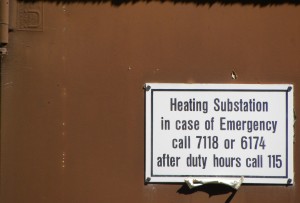 Heating Substation
in case of Emergency
call 7118 or 6174
after duty hours call 115